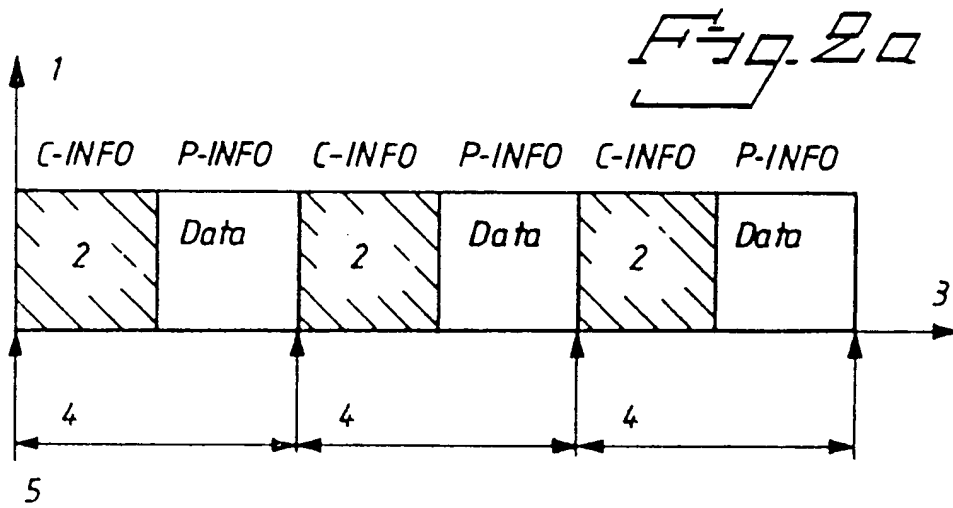 Fig. 2a
1
C-INFO P-INFO C-INFO P-INFO C-INFO P-INFO
2 Data 2 Data 2 Data
3
4 4 4
5